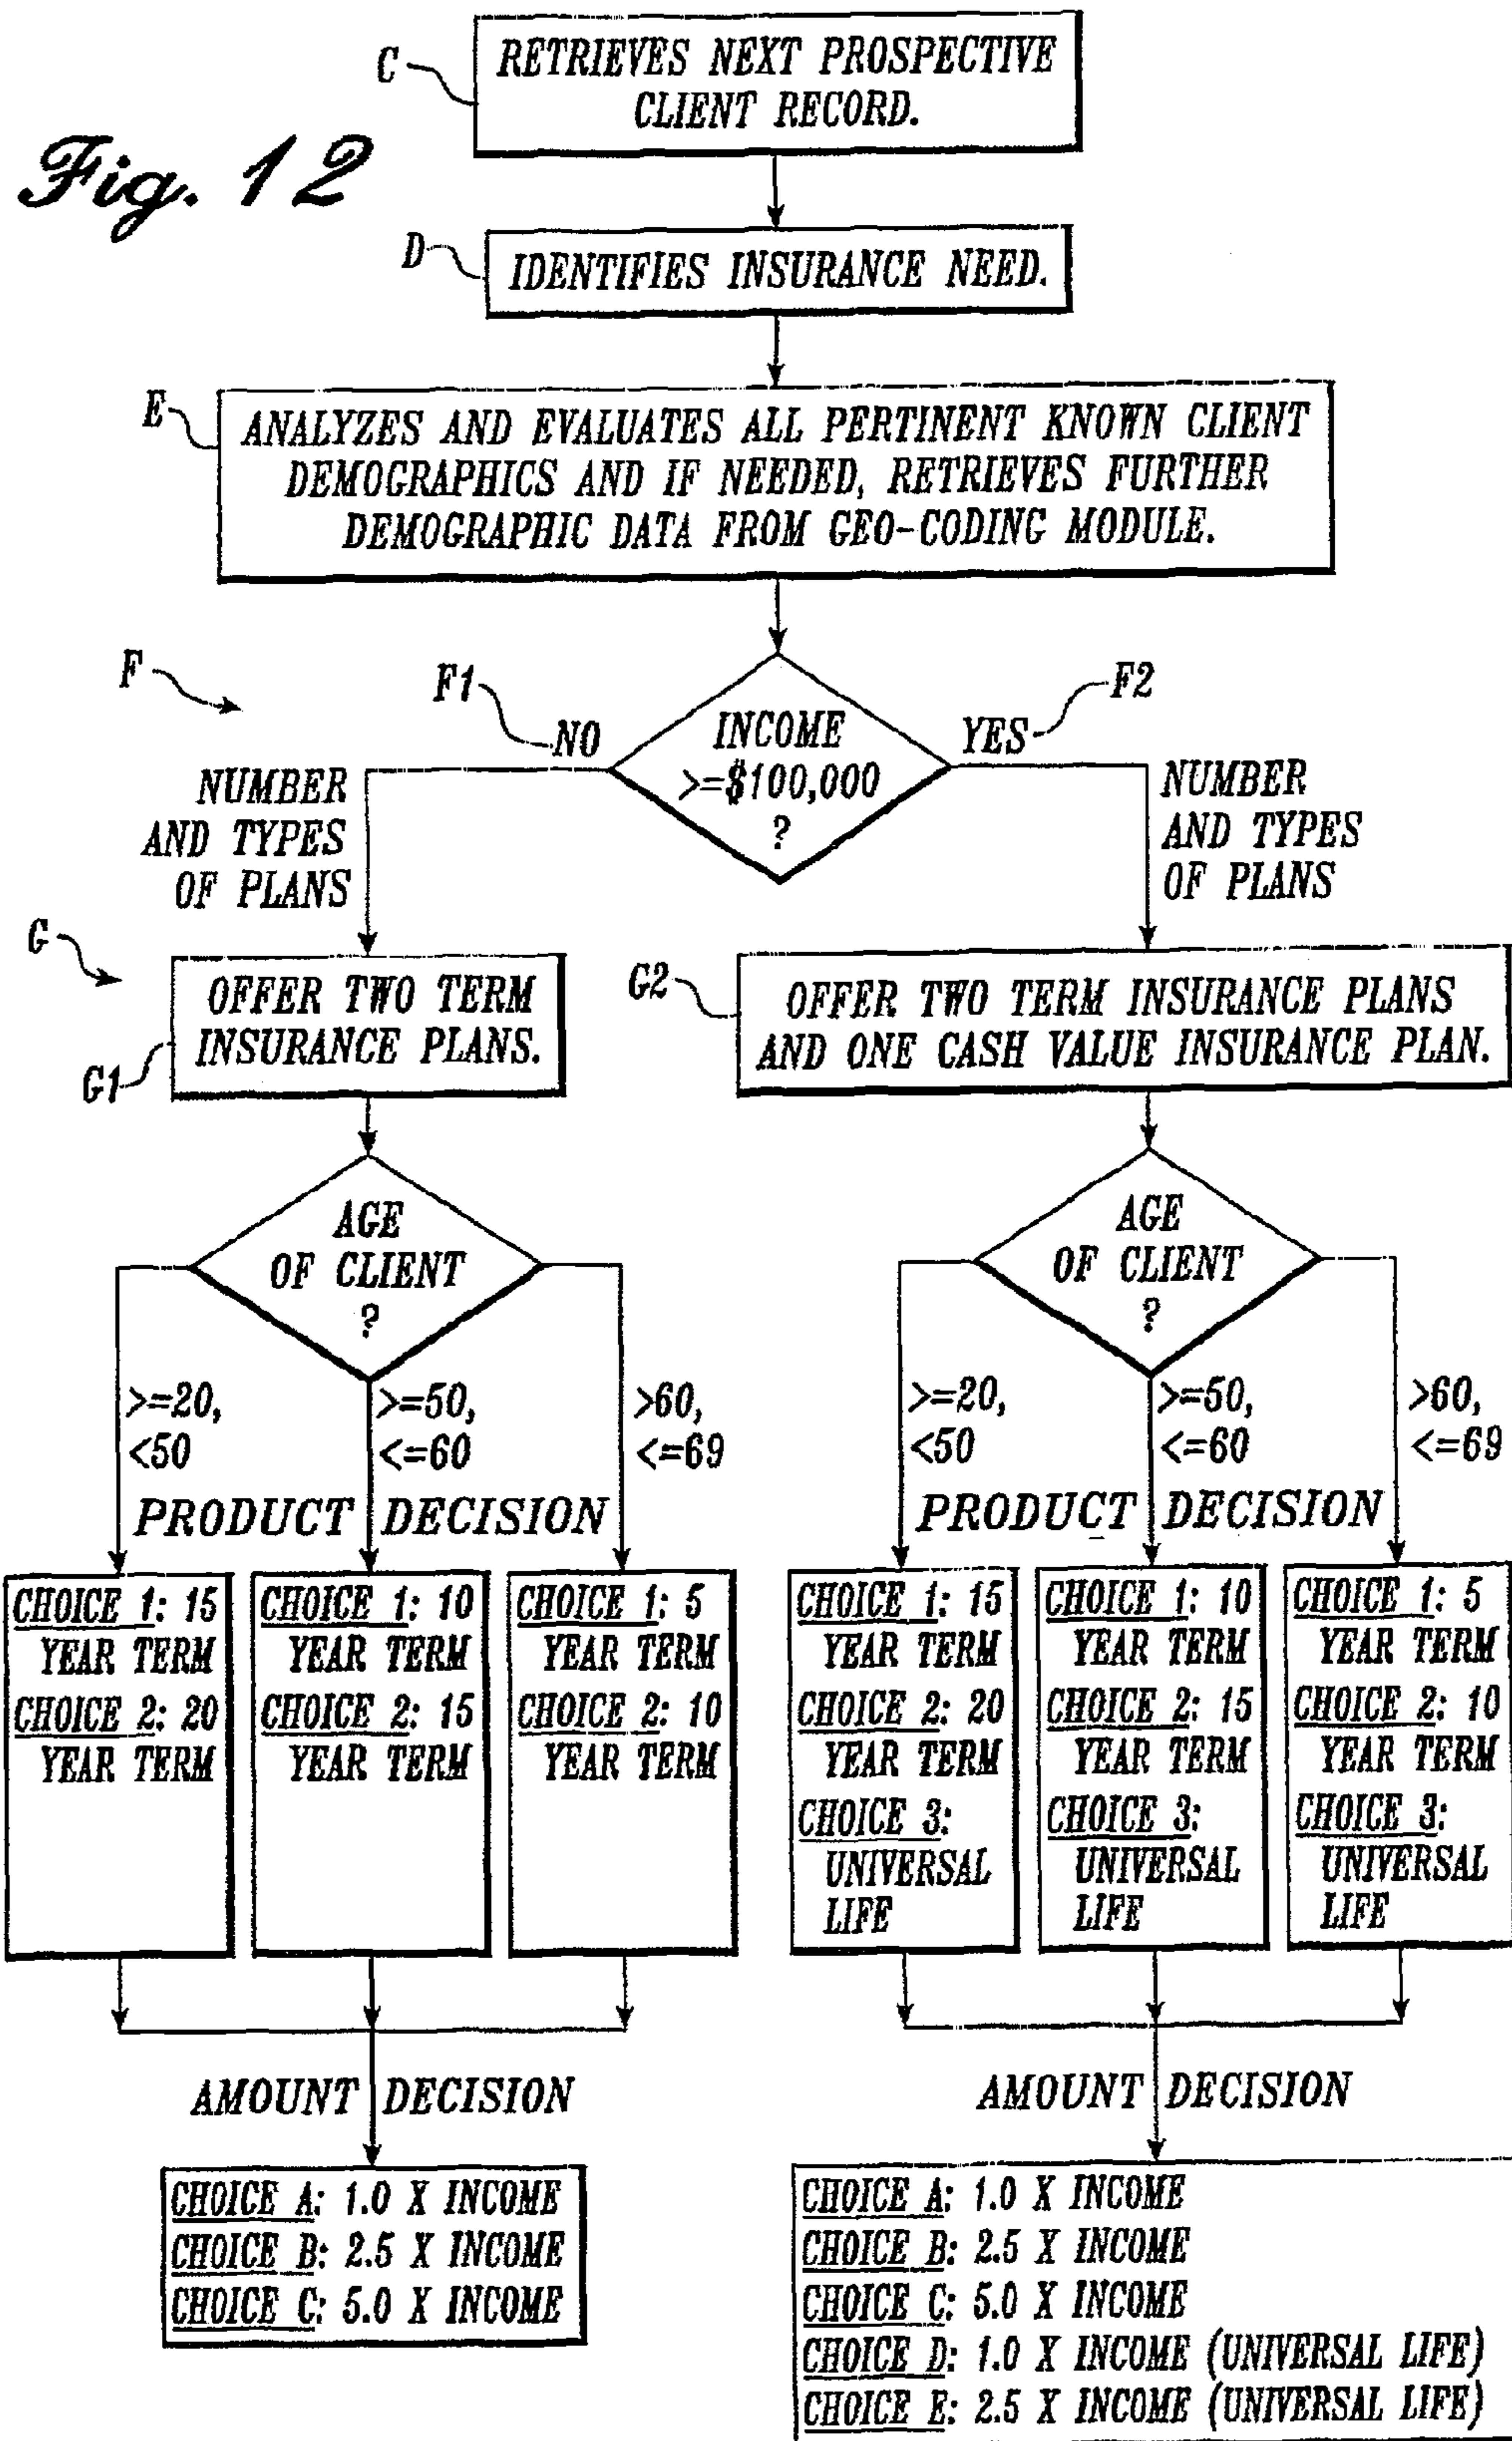 Fig. 12
C
RETRIEVES NEXT PROSPECTIVE
CLIENT RECORD.
D
IDENTIFIES INSURANCE NEED.
E
ANALYZES AND EVALUATES ALL PERTINENT KNOWN CLIENT
DEMOGRAPHICS AND IF NEEDED, RETRIEVES FURTHER
DEMOGRAPHIC DATA FROM GEO-CODING MODULE.
F
F1
NO
INCOME
>=$100,000
?
YES
F2
NUMBER
AND TYPES
OF PLANS
NUMBER
AND TYPES
OF PLANS
G
G1
OFFER TWO TERM
INSURANCE PLANS.
G2
OFFER TWO TERM INSURANCE PLANS
AND ONE CASH VALUE INSURANCE PLAN.
AGE
OF CLIENT
?
>=20,
<50
>=50,
<=60
>60,
<=69
PRODUCT DECISION
CHOICE 1: 15
YEAR TERM
CHOICE 2: 20
YEAR TERM
CHOICE 1: 10
YEAR TERM
CHOICE 2: 15
YEAR TERM
CHOICE 1: 5
YEAR TERM
CHOICE 2: 10
YEAR TERM
AMOUNT DECISION
CHOICE A: 1.0 X INCOME
CHOICE B: 2.5 X INCOME
CHOICE C: 5.0 X INCOME
AGE
OF CLIENT
?
>=20,
<50
>=50,
<=60
>60,
<=69
PRODUCT DECISION
CHOICE 1: 15
YEAR TERM
CHOICE 2: 20
YEAR TERM
CHOICE 3:
UNIVERSAL
LIFE
CHOICE 1: 10
YEAR TERM
CHOICE 2: 15
YEAR TERM
CHOICE 3:
UNIVERSAL
LIFE
CHOICE 1: 5
YEAR TERM
CHOICE 2: 10
YEAR TERM
CHOICE 3:
UNIVERSAL
LIFE
AMOUNT DECISION
CHOICE A: 1.0 X INCOME
CHOICE B: 2.5 X INCOME
CHOICE C: 5.0 X INCOME
CHOICE D: 1.0 X INCOME (UNIVERSAL LIFE)
CHOICE E: 2.5 X INCOME (UNIVERSAL LIFE)